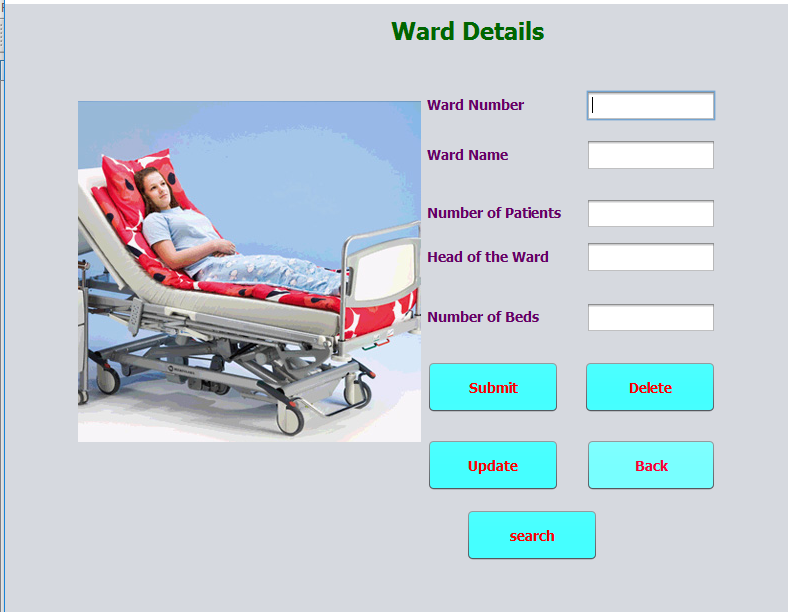 Ward Details
Ward Number
Ward Name
Number of Patients
Head of the Ward
Number of Beds
Submit
Delete
Update
Back
search